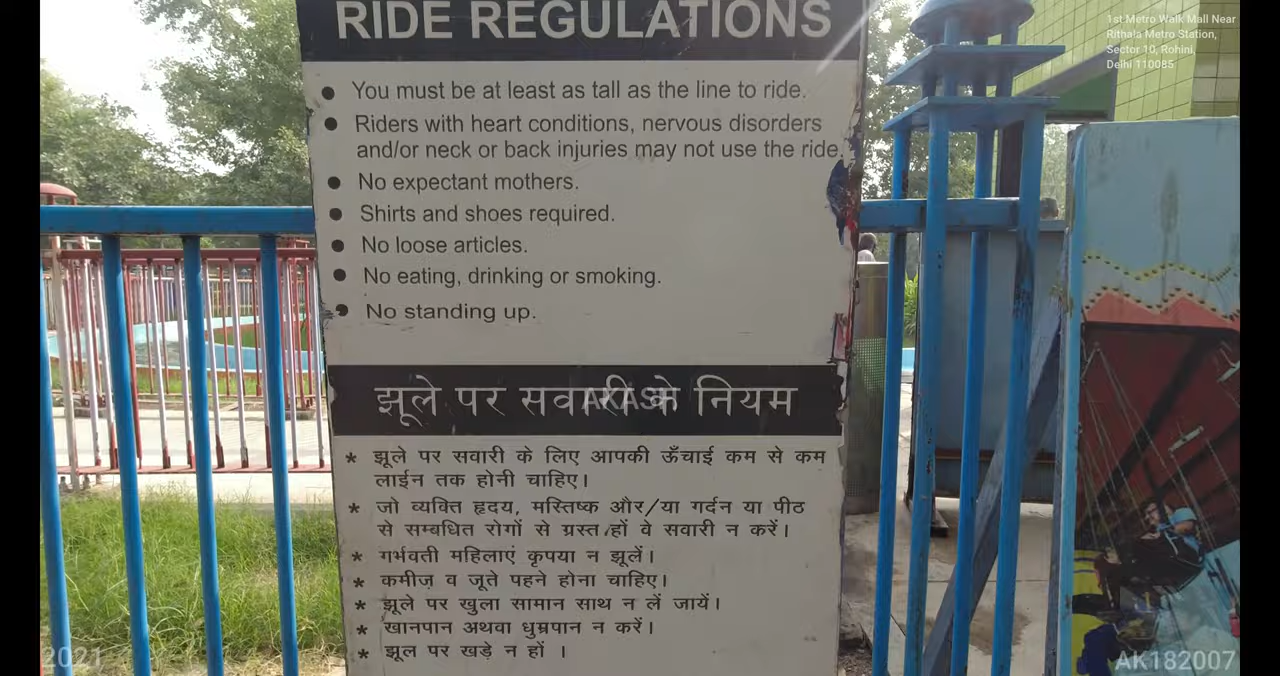 RIDE REGULATIONS
1st Metro Walk Mall Near
Rithala Metro Station,
Sector 10, Rohini,
Delhi 110085
● You must be at least as tall as the line to ride.
● Riders with heart conditions, nervous disorders
and/or neck or back injuries may not use the ride.
● No expectant mothers.
● Shirts and shoes required.
● No loose articles.
● No eating, drinking or smoking.
● No standing up.
झूले पर सवारी के नियम
AKASH
* झूले पर सवारी के लिए आपकी ऊँचाई कम से कम
लाईन तक होनी चाहिए।
* जो व्यक्ति हृदय, मस्तिष्क और/या गर्दन या पीठ
से सम्बधित रोगों से ग्रस्त हों वे सवारी न करें।
* गर्भवती महिलाएं कृपया न झूलें।
* कमीज़ व जूते पहने होना चाहिए।
* झूले पर खुला सामान साथ न लें जायें।
* खानपान अथवा धुम्रपान न करें।
* झूल पर खड़े न हों ।
2021
AK182007